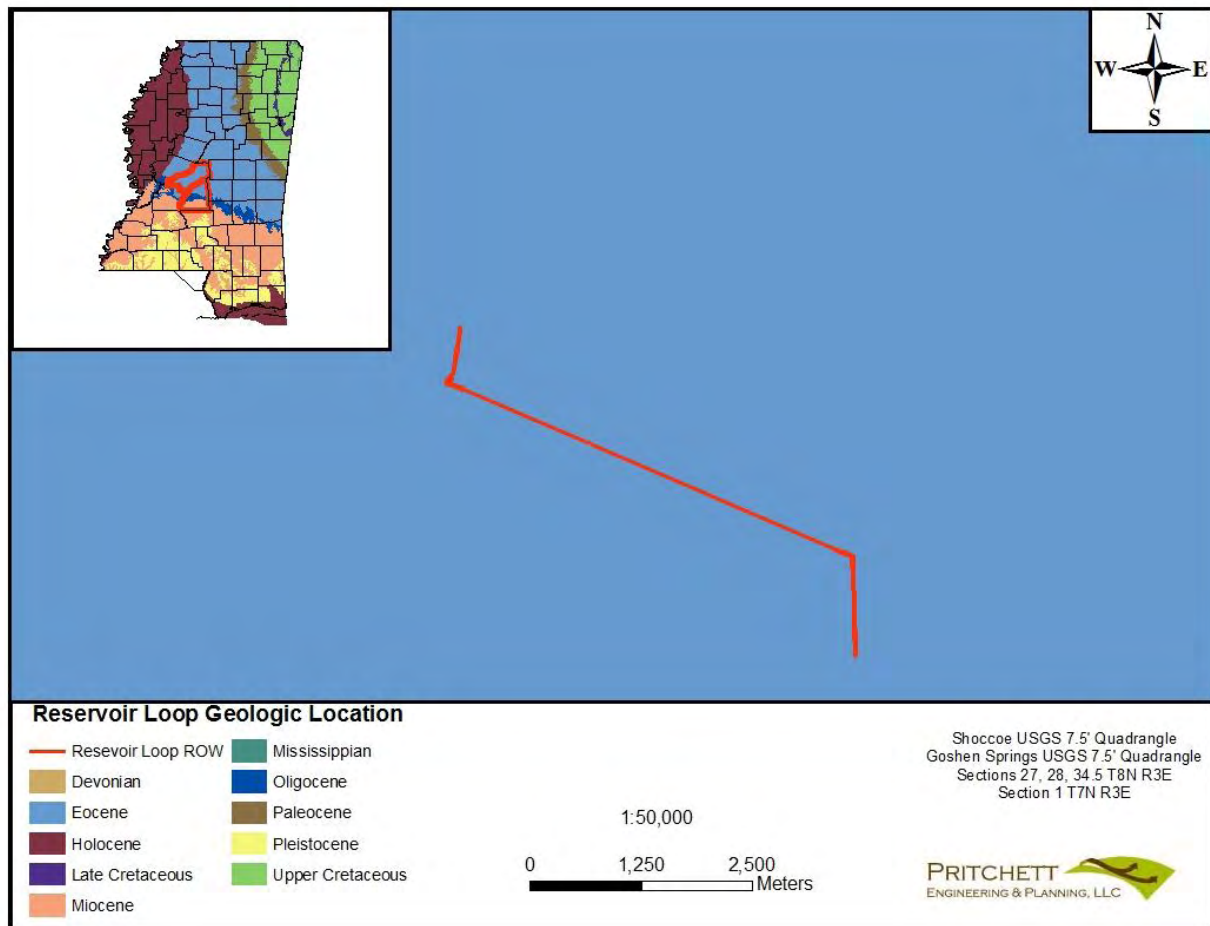 N
W E
S
Reservoir Loop Geologic Location
Resevoir Loop ROW
Devonian
Eocene
Holocene
Late Cretaceous
Miocene
Mississippian
Oligocene
Paleocene
Pleistocene
Upper Cretaceous
1:50,000
0 1,250 2,500
Meters
Shoccoe USGS 7.5' Quadrangle
Goshen Springs USGS 7.5' Quadrangle
Sections 27, 28, 34.5 T8N R3E
Section 1 T7N R3E
PRITCHETT
ENGINEERING & PLANNING, LLC